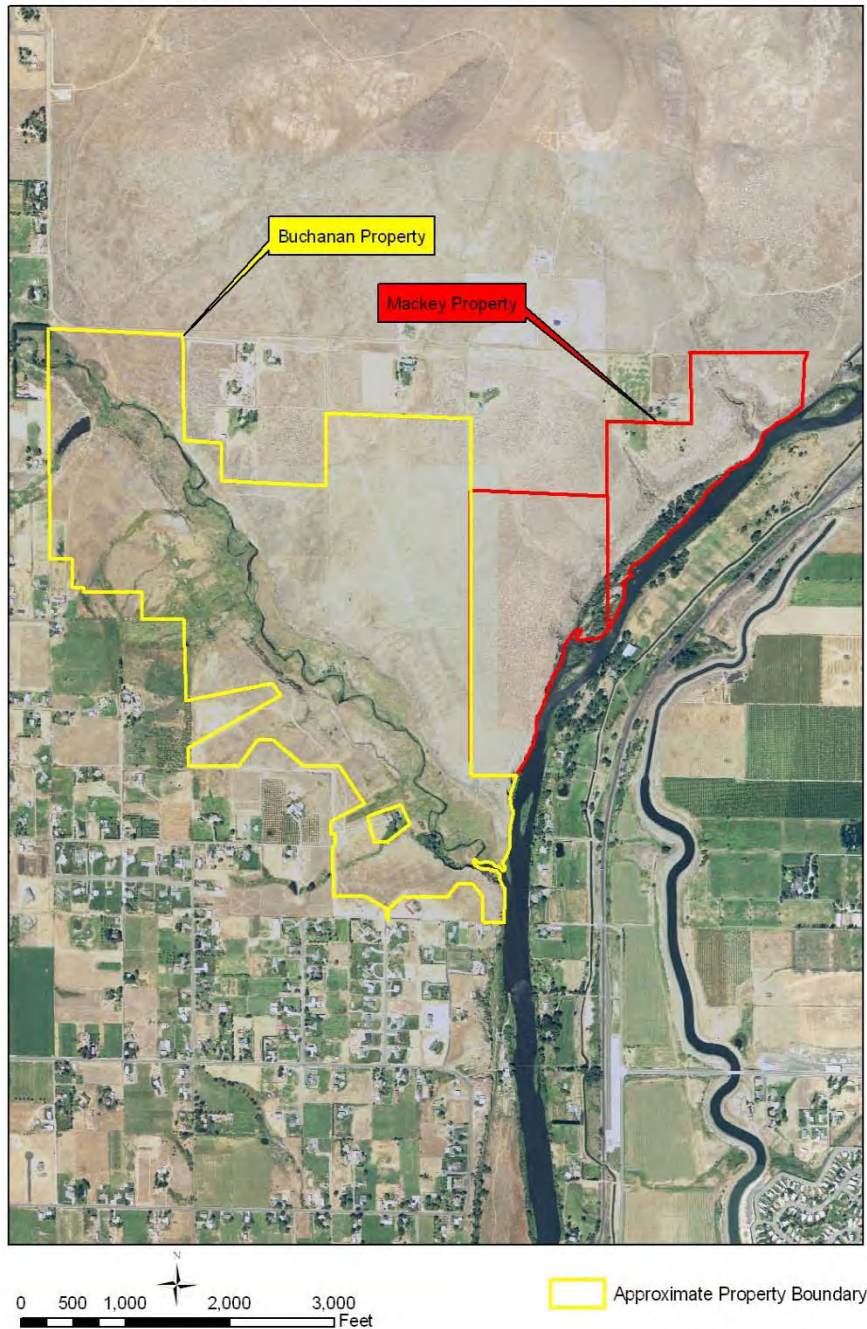 Buchanan Property
Mackey Property
N
Approximate Property Boundary
0 500 1,000 2,000 3,000
Feet